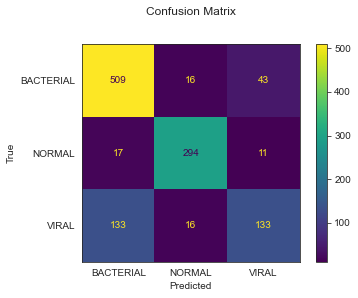 Confusion Matrix
True
BACTERIAL 509 16 43
NORMAL 17 294 11
VIRAL 133 16 133
BACTERIAL NORMAL VIRAL
Predicted
500
400
300
200
100